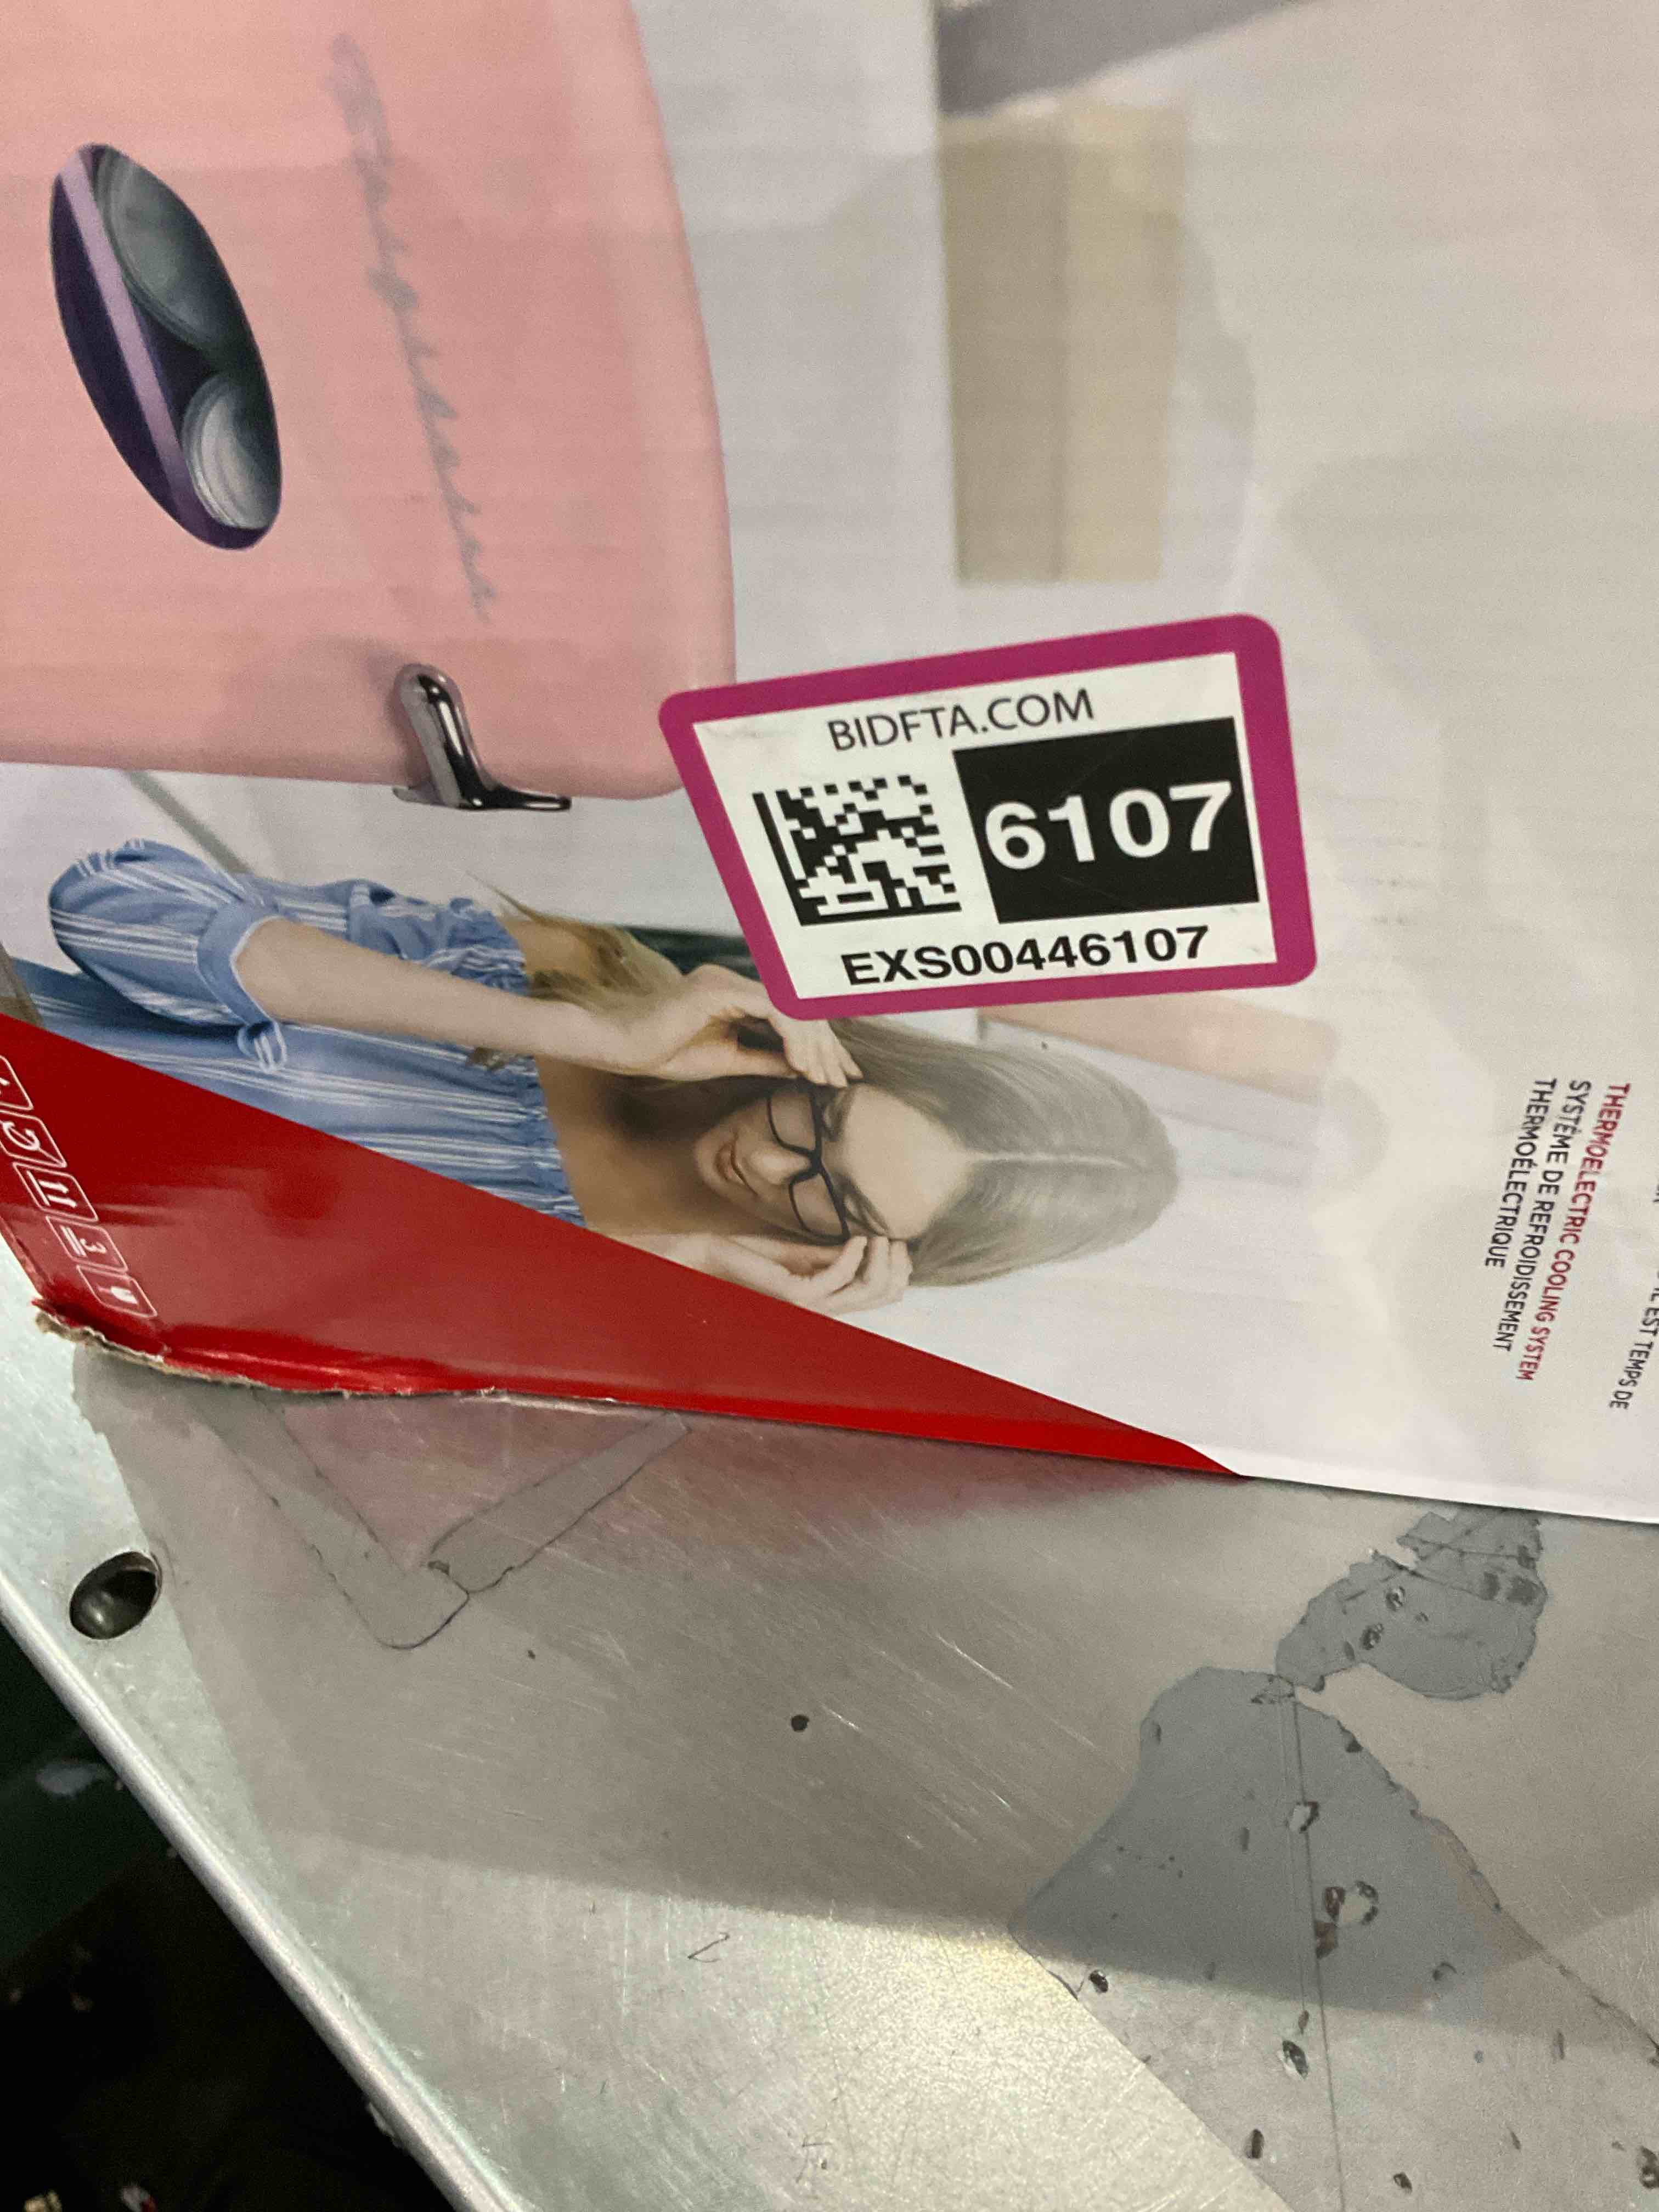 BIDFTA.COM
6107
EXS00446107
THERMOELECTRIC COOLING SYSTEM
SYSTÈME DE REFROIDISSEMENT
THERMOÉLECTRIQUE
EST TEMPS DE